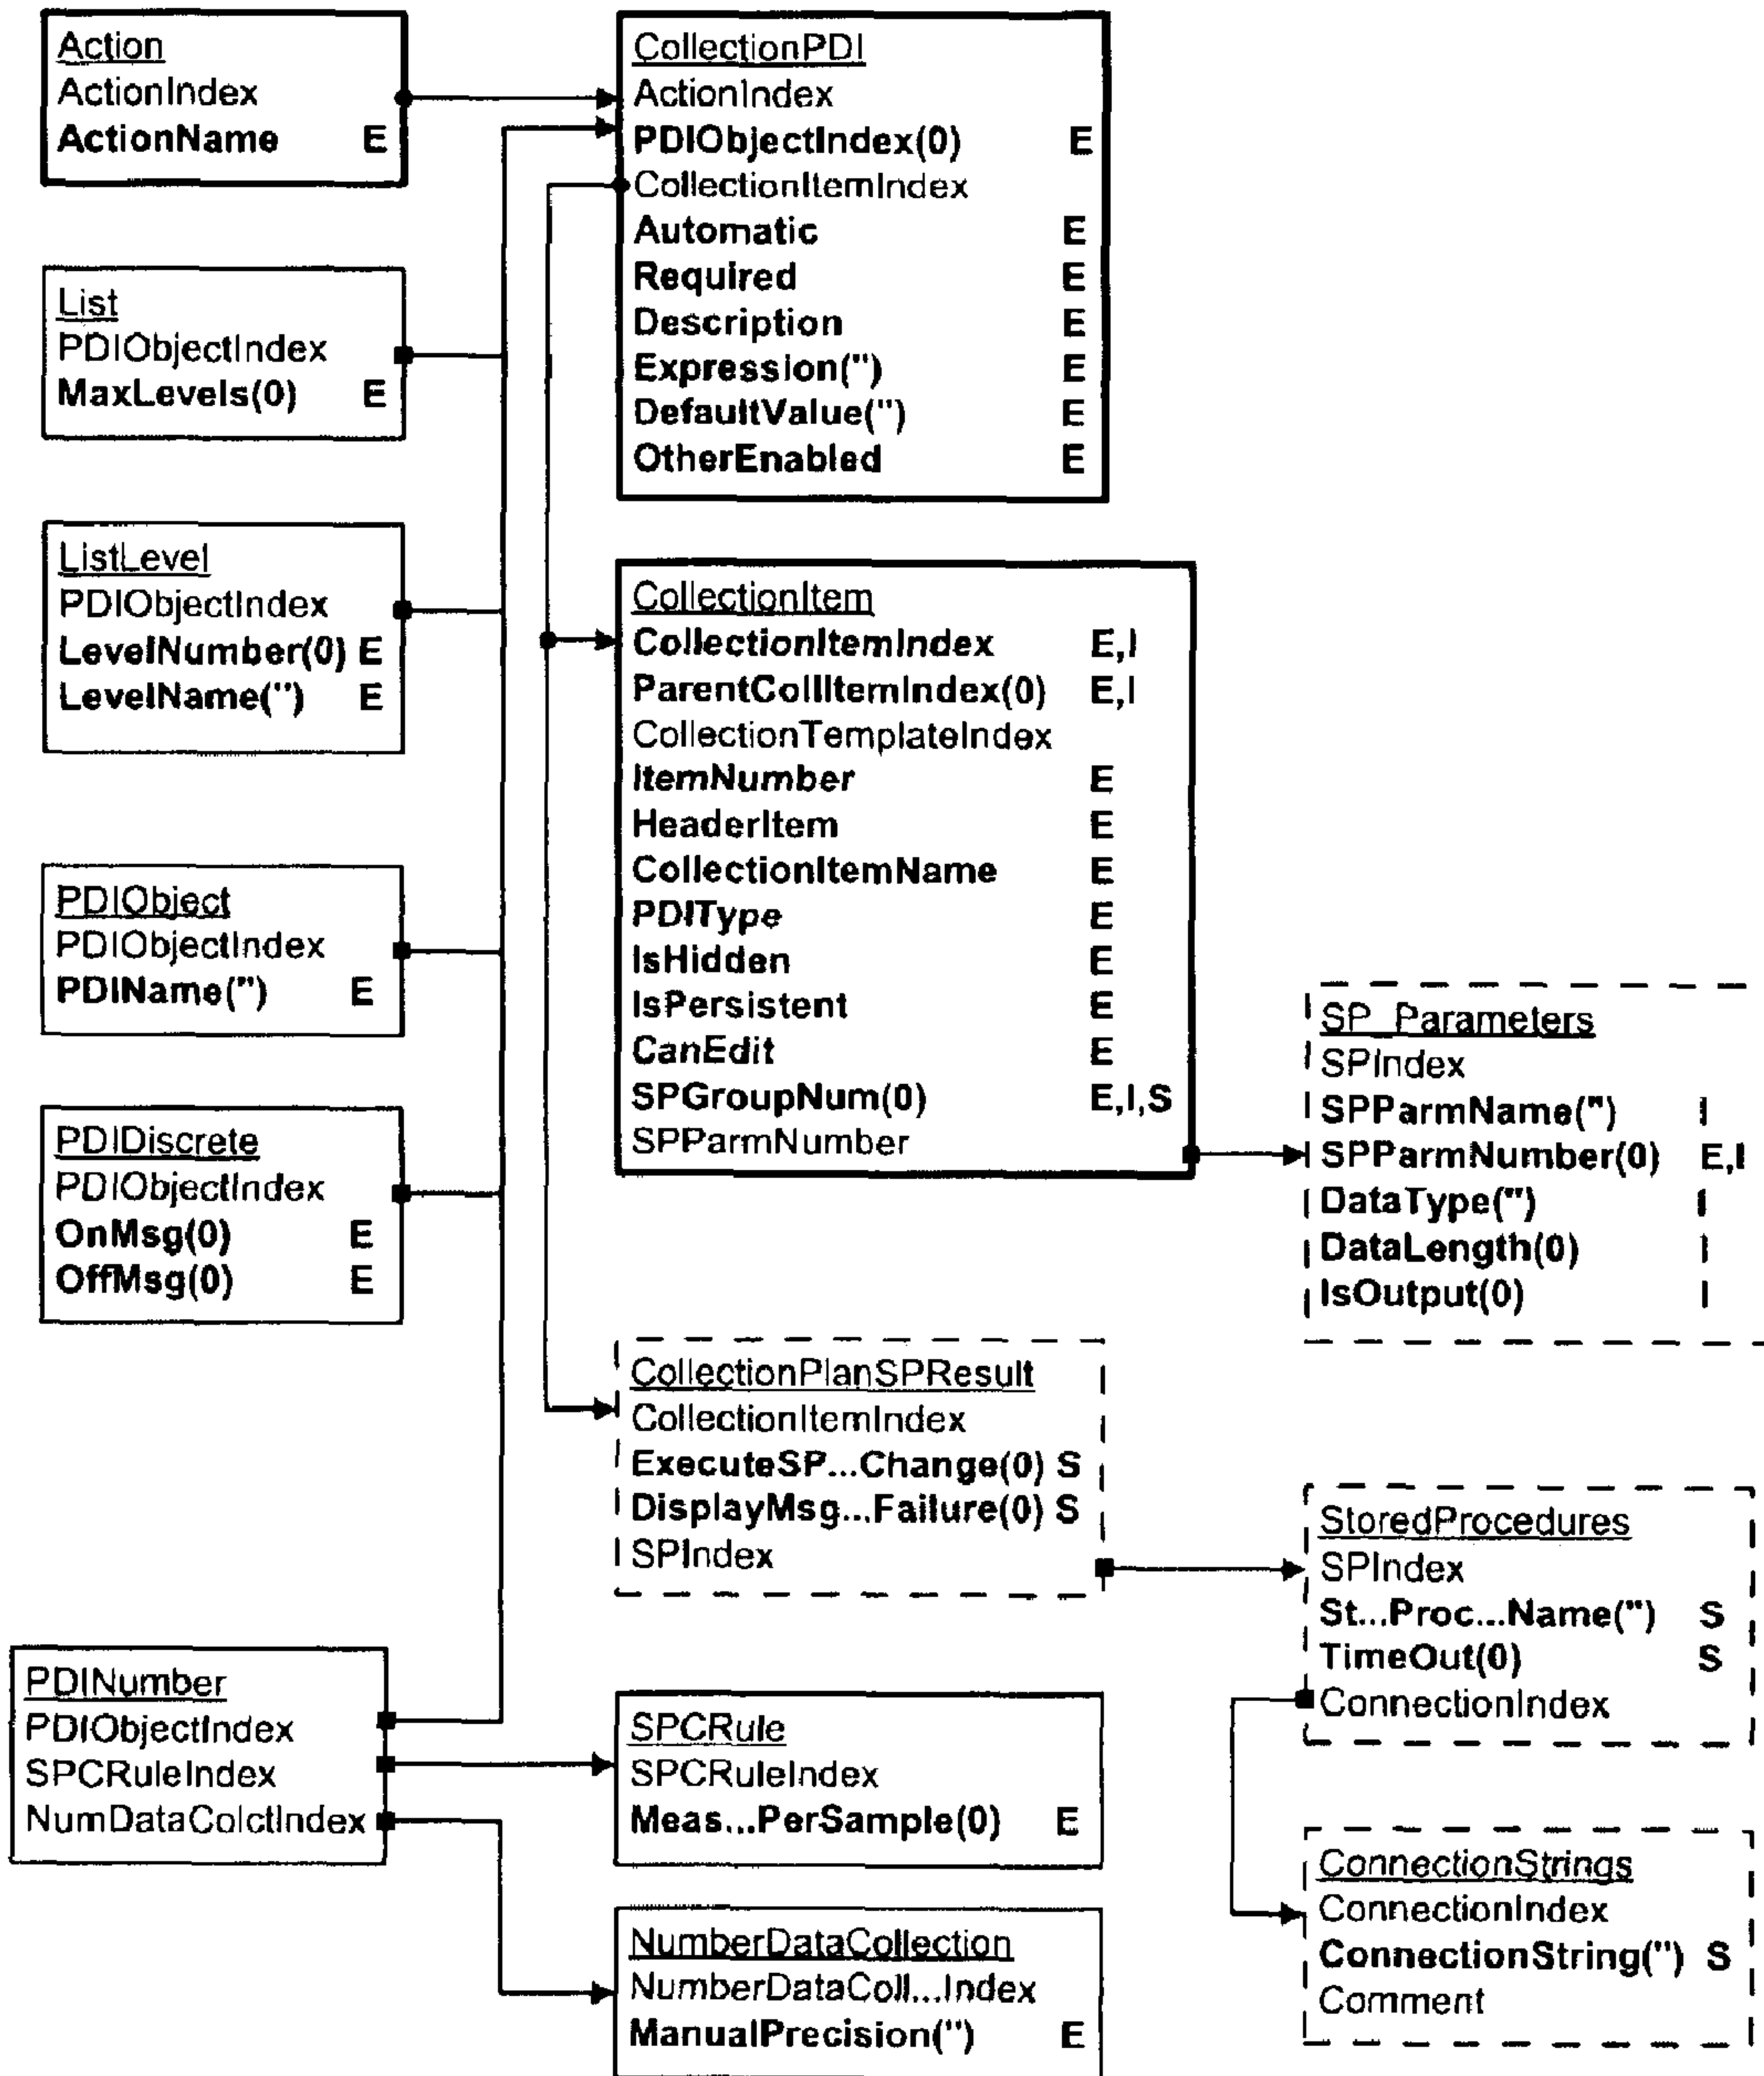 Action
ActionIndex
ActionName E
List
PDIObjectIndex
MaxLevels(0) E
ListLevel
PDIObjectIndex
LevelNumber(0) E
LevelName('') E
PDIObject
PDIObjectIndex
PDIName('') E
PDIDiscrete
PDIObjectIndex
OnMsg(0) E
OffMsg(0) E
PDINumber
PDIObjectIndex
SPCRuleIndex
NumDataColctIndex
CollectionPDI
ActionIndex
PDIObjectIndex(0) E
CollectionItemIndex
Automatic E
Required E
Description E
Expression('') E
DefaultValue('') E
OtherEnabled E
CollectionItem
CollectionItemIndex E,I
ParentCollItemIndex(0) E,I
CollectionTemplateIndex
ItemNumber E
HeaderItem E
CollectionItemName E
PDIType E
IsHidden E
IsPersistent E
CanEdit E
SPGroupNum(0) E,I,S
SPParmNumber
CollectionPlanSPResult
CollectionItemIndex
ExecuteSP...Change(0) S
DisplayMsg...Failure(0) S
SPIndex
SPCRule
SPCRuleIndex
Meas...PerSample(0) E
NumberDataCollection
NumberDataColl...Index
ManualPrecision('') E
SP_Parameters
SPIndex
SPParmName('') I
SPParmNumber(0) E,I
DataType('') I
DataLength(0) I
IsOutput(0) I
StoredProcedures
SPIndex
St...Proc...Name('') S
TimeOut(0) S
ConnectionIndex
ConnectionStrings
ConnectionIndex
ConnectionString('') S
Comment